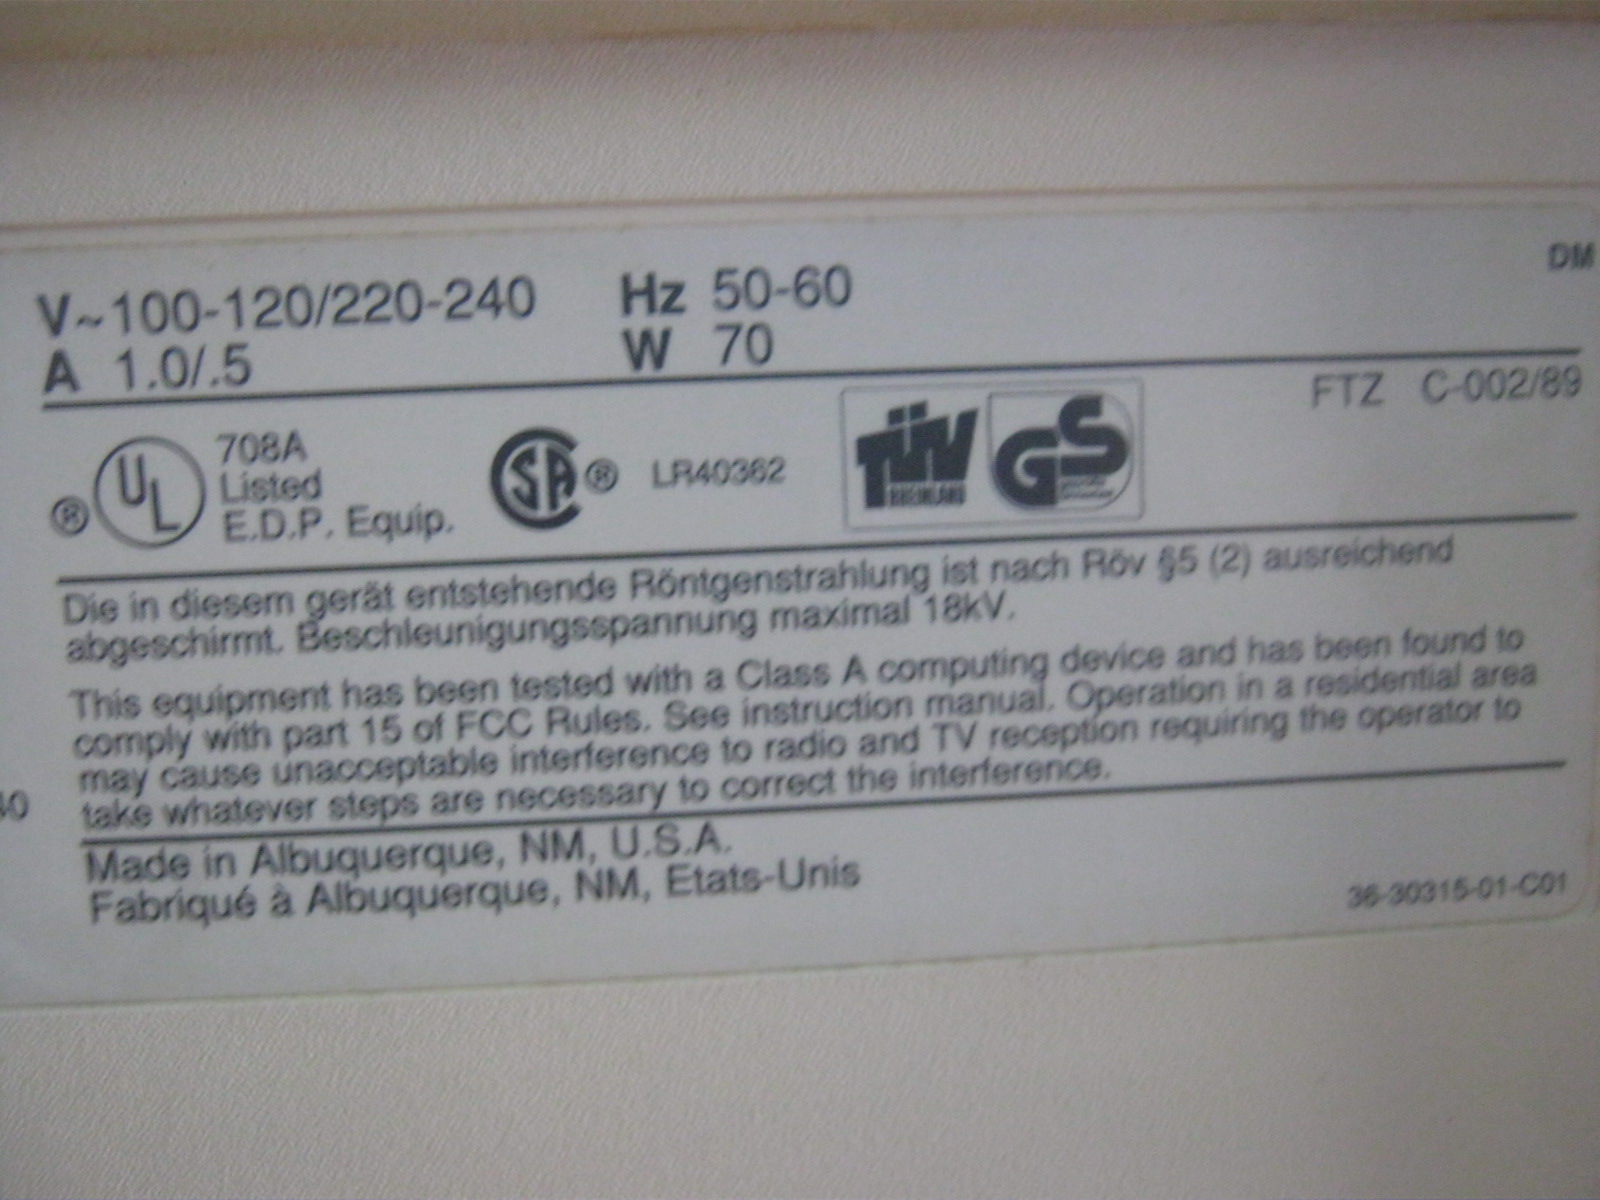 DM
V~100-120/220-240 Hz 50-60
A 1.0/.5 W 70
FTZ C-002/89
® UL 708A
Listed
E.D.P. Equip.
SA ® LR40362
TÜV
RHEINLAND
GS
Die in diesem gerät entstehende Röntgenstrahlung ist nach Röv §5 (2) ausreichend
abgeschirmt. Beschleunigungsspannung maximal 18kV.
This equipment has been tested with a Class A computing device and has been found to
comply with part 15 of FCC Rules. See instruction manual. Operation in a residential area
may cause unacceptable interference to radio and TV reception requiring the operator to
take whatever steps are necessary to correct the interference.
Made in Albuquerque, NM, U.S.A.
Fabriqué à Albuquerque, NM, Etats-Unis
36-30315-01-C01